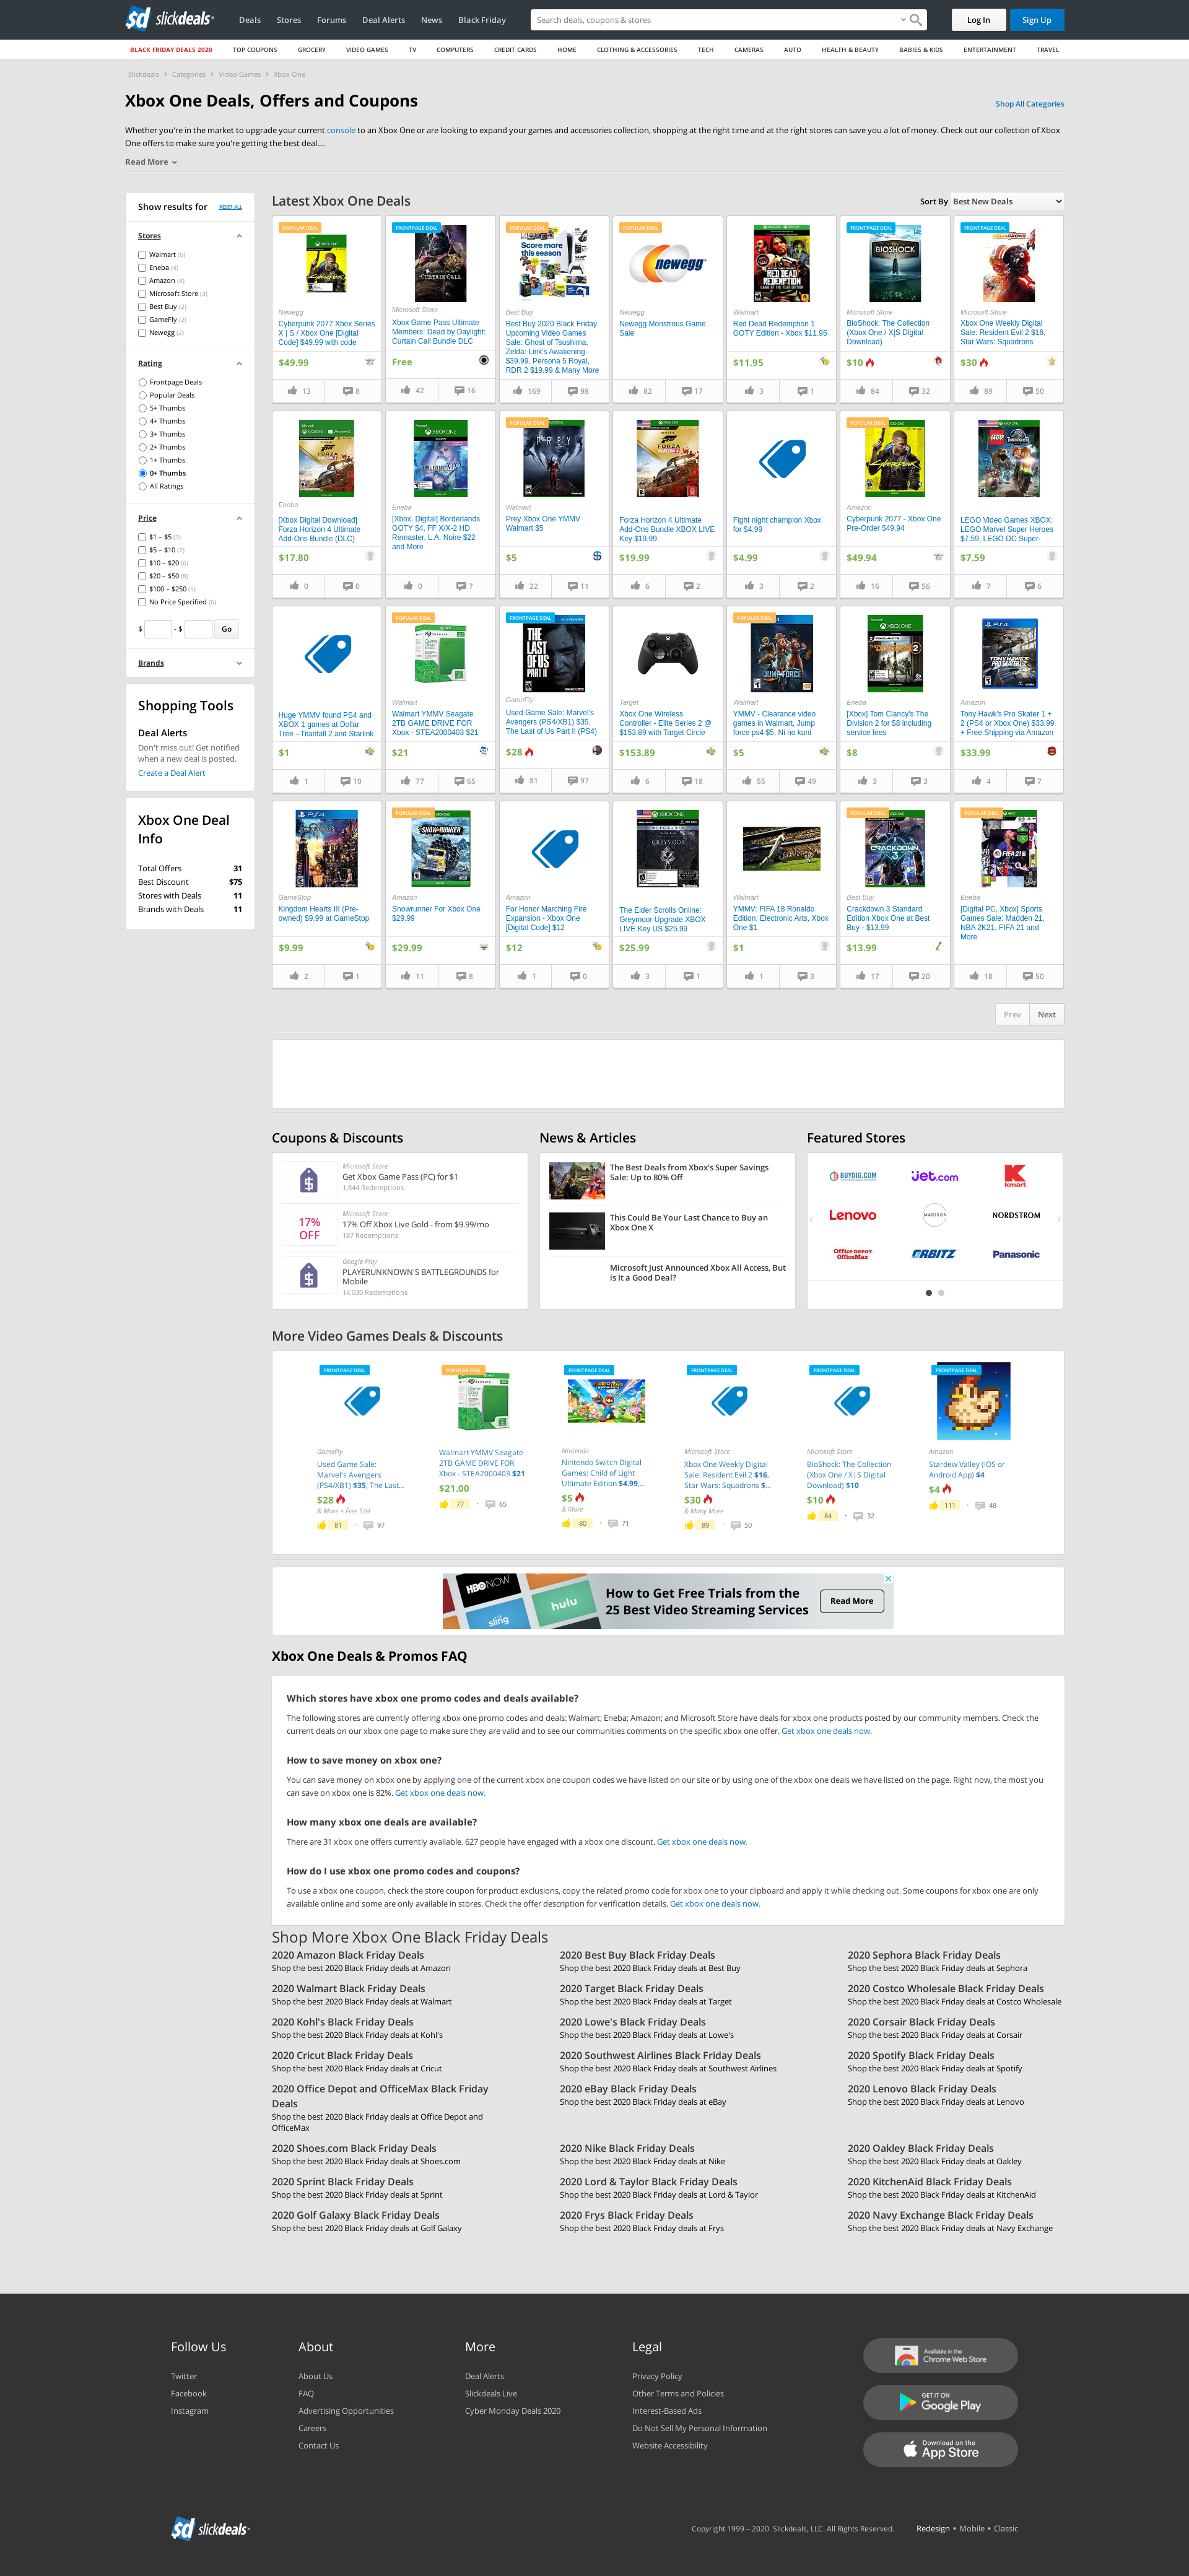 slickdeals
Deals
Stores
Forums
Deal Alerts
News
Black Friday
Search deals, coupons & stores
Log In
Sign Up
BLACK FRIDAY DEALS 2020
TOP COUPONS
GROCERY
VIDEO GAMES
TV
COMPUTERS
CREDIT CARDS
HOME
CLOTHING & ACCESSORIES
TECH
CAMERAS
AUTO
HEALTH & BEAUTY
BABIES & KIDS
ENTERTAINMENT
TRAVEL
Slickdeals > Categories > Video Games > Xbox One
Xbox One Deals, Offers and Coupons
Shop All Categories
Whether you're in the market to upgrade your current console to an Xbox One or are looking to expand your games and accessories collection, shopping at the right time and at the right stores can save you a lot of money. Check out our collection of Xbox
One offers to make sure you're getting the best deal....
Read More
Show results for
RESET ALL
Stores
Walmart (6)
Eneba (4)
Amazon (4)
Microsoft Store (3)
Best Buy (2)
GameFly (2)
Newegg (2)
Rating
Frontpage Deals
Popular Deals
5+ Thumbs
4+ Thumbs
3+ Thumbs
2+ Thumbs
1+ Thumbs
0+ Thumbs
All Ratings
Price
$1 – $5 (3)
$5 – $10 (7)
$10 – $20 (6)
$20 – $50 (8)
$100 – $250 (1)
No Price Specified (6)
$ - $ Go
Brands
Shopping Tools
Deal Alerts
Don't miss out! Get notified
when a new deal is posted.
Create a Deal Alert
Xbox One Deal
Info
Total Offers 31
Best Discount $75
Stores with Deals 11
Brands with Deals 11
Latest Xbox One Deals
Sort By Best New Deals
POPULAR DEAL
Newegg
Cyberpunk 2077 Xbox Series
X | S / Xbox One [Digital
Code] $49.99 with code
$49.99
13
8
FRONTPAGE DEAL
CURTAIN CALL
Microsoft Store
Xbox Game Pass Ultimate
Members: Dead by Daylight:
Curtain Call Bundle DLC
Free
42
16
POPULAR DEAL
Score more
this season
Best Buy
Best Buy 2020 Black Friday
Upcoming Video Games
Sale: Ghost of Tsushima,
Zelda: Link's Awakening
$39.99, Persona 5 Royal,
RDR 2 $19.99 & Many More
169
98
POPULAR DEAL
newegg
Newegg
Newegg Monstrous Game
Sale
82
17
RED DEAD
REDEMPTION
Walmart
Red Dead Redemption 1
GOTY Edition - Xbox $11.95
$11.95
3
1
FRONTPAGE DEAL
BIOSHOCK
Microsoft Store
BioShock: The Collection
(Xbox One / X|S Digital
Download)
$10
84
32
FRONTPAGE DEAL
SQUADRONS
Microsoft Store
Xbox One Weekly Digital
Sale: Resident Evil 2 $16,
Star Wars: Squadrons
$30
89
50
XBOX ONE
FORZA
Eneba
[Xbox Digital Download]
Forza Horizon 4 Ultimate
Add-Ons Bundle (DLC)
$17.80
0
0
XBOX ONE
Eneba
[Xbox, Digital] Borderlands
GOTY $4, FF X/X-2 HD
Remaster, L.A. Noire $22
and More
0
7
POPULAR DEAL
PREY
Walmart
Prey Xbox One YMMV
Walmart $5
$5
22
11
XBOX ONE
FORZA
Forza Horizon 4 Ultimate
Add-Ons Bundle XBOX LIVE
Key $19.99
$19.99
6
2
Fight night champion Xbox
for $4.99
$4.99
3
2
POPULAR DEAL
Cyberpunk
Amazon
Cyberpunk 2077 - Xbox One
Pre-Order $49.94
$49.94
16
56
XBOX ONE
LEGO
LEGO Video Games XBOX:
LEGO Marvel Super Heroes
$7.59, LEGO DC Super-
$7.59
7
6
Huge YMMV found PS4 and
XBOX 1 games at Dollar
Tree --Titanfall 2 and Starlink
$1
1
10
POPULAR DEAL
SEAGATE
Game Drive
Walmart
Walmart YMMV Seagate
2TB GAME DRIVE FOR
Xbox - STEA2000403 $21
$21
77
65
FRONTPAGE DEAL
THE
LAST
OF US
PART II
GameFly
Used Game Sale: Marvel's
Avengers (PS4/XB1) $35,
The Last of Us Part II (PS4)
$28
81
97
Target
Xbox One Wireless
Controller - Elite Series 2 @
$153.89 with Target Circle
$153.89
6
18
POPULAR DEAL
JUMP FORCE
Walmart
YMMV - Clearance video
games in Walmart, Jump
force ps4 $5, Ni no kuni
$5
55
49
XBOX ONE
THE DIVISION 2
Eneba
[Xbox] Tom Clancy's The
Division 2 for $8 including
service fees
$8
3
3
PS4
TONY HAWK'S
PRO SKATER
Amazon
Tony Hawk's Pro Skater 1 +
2 (PS4 or Xbox One) $33.99
+ Free Shipping via Amazon
$33.99
4
7
PS4
GameStop
Kingdom Hearts III (Pre-
owned) $9.99 at GameStop
$9.99
2
1
POPULAR DEAL
SNOWRUNNER
Amazon
Snowrunner For Xbox One
$29.99
$29.99
11
8
Amazon
For Honor Marching Fire
Expansion - Xbox One
[Digital Code] $12
$12
1
0
XBOX ONE
GREYMOOR
The Elder Scrolls Online:
Greymoor Upgrade XBOX
LIVE Key US $25.99
$25.99
3
1
Walmart
YMMV: FIFA 18 Ronaldo
Edition, Electronic Arts, Xbox
One $1
$1
1
3
POPULAR DEAL
CRACKDOWN
3
Best Buy
Crackdown 3 Standard
Edition Xbox One at Best
Buy - $13.99
$13.99
17
20
POPULAR DEAL
FIFA 21
Eneba
[Digital PC, Xbox] Sports
Games Sale: Madden 21,
NBA 2K21, FIFA 21 and
More
18
50
Prev
Next
Coupons & Discounts
Microsoft Store
Get Xbox Game Pass (PC) for $1
1,844 Redemptions
17%
OFF
Microsoft Store
17% Off Xbox Live Gold - from $9.99/mo
187 Redemptions
Google Play
PLAYERUNKNOWN'S BATTLEGROUNDS for
Mobile
14,030 Redemptions
News & Articles
The Best Deals from Xbox's Super Savings
Sale: Up to 80% Off
This Could Be Your Last Chance to Buy an
Xbox One X
Microsoft Just Announced Xbox All Access, But
is It a Good Deal?
Featured Stores
BUYDIG.COM
Jet.com
kmart
Lenovo
MADISON
NORDSTROM
Office DEPOT
OfficeMax
ORBITZ
Panasonic
More Video Games Deals & Discounts
FRONTPAGE DEAL
GameFly
Used Game Sale:
Marvel's Avengers
(PS4/XB1) $35, The Last...
$28
& More + Free S/H
81 · 97
POPULAR DEAL
Walmart YMMV Seagate
2TB GAME DRIVE FOR
Xbox - STEA2000403 $21
$21.00
77 · 65
FRONTPAGE DEAL
Nintendo
Nintendo Switch Digital
Games: Child of Light
Ultimate Edition $4.99,...
$5
& More
80 · 71
FRONTPAGE DEAL
Microsoft Store
Xbox One Weekly Digital
Sale: Resident Evil 2 $16,
Star Wars: Squadrons $...
$30
& Many More
89 · 50
FRONTPAGE DEAL
Microsoft Store
BioShock: The Collection
(Xbox One / X|S Digital
Download) $10
$10
84 · 32
FRONTPAGE DEAL
Amazon
Stardew Valley (iOS or
Android App) $4
$4
111 · 48
HBO NOW
sling
hulu
How to Get Free Trials from the
25 Best Video Streaming Services
Read More
Xbox One Deals & Promos FAQ
Which stores have xbox one promo codes and deals available?
The following stores are currently offering xbox one promo codes and deals: Walmart; Eneba; Amazon; and Microsoft Store have deals for xbox one products posted by our community members. Check the
current deals on our xbox one page to make sure they are valid and to see our communities comments on the specific xbox one offer. Get xbox one deals now.
How to save money on xbox one?
You can save money on xbox one by applying one of the current xbox one coupon codes we have listed on our site or by using one of the xbox one deals we have listed on the page. Right now, the most you
can save on xbox one is 82%. Get xbox one deals now.
How many xbox one deals are available?
There are 31 xbox one offers currently available. 627 people have engaged with a xbox one discount. Get xbox one deals now.
How do I use xbox one promo codes and coupons?
To use a xbox one coupon, check the store coupon for product exclusions, copy the related promo code for xbox one to your clipboard and apply it while checking out. Some coupons for xbox one are only
available online and some are only available in stores. Check the offer description for verification details. Get xbox one deals now.
Shop More Xbox One Black Friday Deals
2020 Amazon Black Friday Deals
Shop the best 2020 Black Friday deals at Amazon
2020 Best Buy Black Friday Deals
Shop the best 2020 Black Friday deals at Best Buy
2020 Sephora Black Friday Deals
Shop the best 2020 Black Friday deals at Sephora
2020 Walmart Black Friday Deals
Shop the best 2020 Black Friday deals at Walmart
2020 Target Black Friday Deals
Shop the best 2020 Black Friday deals at Target
2020 Costco Wholesale Black Friday Deals
Shop the best 2020 Black Friday deals at Costco Wholesale
2020 Kohl's Black Friday Deals
Shop the best 2020 Black Friday deals at Kohl's
2020 Lowe's Black Friday Deals
Shop the best 2020 Black Friday deals at Lowe's
2020 Corsair Black Friday Deals
Shop the best 2020 Black Friday deals at Corsair
2020 Cricut Black Friday Deals
Shop the best 2020 Black Friday deals at Cricut
2020 Southwest Airlines Black Friday Deals
Shop the best 2020 Black Friday deals at Southwest Airlines
2020 Spotify Black Friday Deals
Shop the best 2020 Black Friday deals at Spotify
2020 Office Depot and OfficeMax Black Friday
Deals
Shop the best 2020 Black Friday deals at Office Depot and
OfficeMax
2020 eBay Black Friday Deals
Shop the best 2020 Black Friday deals at eBay
2020 Lenovo Black Friday Deals
Shop the best 2020 Black Friday deals at Lenovo
2020 Shoes.com Black Friday Deals
Shop the best 2020 Black Friday deals at Shoes.com
2020 Nike Black Friday Deals
Shop the best 2020 Black Friday deals at Nike
2020 Oakley Black Friday Deals
Shop the best 2020 Black Friday deals at Oakley
2020 Sprint Black Friday Deals
Shop the best 2020 Black Friday deals at Sprint
2020 Lord & Taylor Black Friday Deals
Shop the best 2020 Black Friday deals at Lord & Taylor
2020 KitchenAid Black Friday Deals
Shop the best 2020 Black Friday deals at KitchenAid
2020 Golf Galaxy Black Friday Deals
Shop the best 2020 Black Friday deals at Golf Galaxy
2020 Frys Black Friday Deals
Shop the best 2020 Black Friday deals at Frys
2020 Navy Exchange Black Friday Deals
Shop the best 2020 Black Friday deals at Navy Exchange
Follow Us
Twitter
Facebook
Instagram
About
About Us
FAQ
Advertising Opportunities
Careers
Contact Us
More
Deal Alerts
Slickdeals Live
Cyber Monday Deals 2020
Legal
Privacy Policy
Other Terms and Policies
Interest-Based Ads
Do Not Sell My Personal Information
Website Accessibility
Available in the
Chrome Web Store
GET IT ON
Google Play
Download on the
App Store
slickdeals
Copyright 1999 – 2020. Slickdeals, LLC. All Rights Reserved.
Redesign • Mobile • Classic